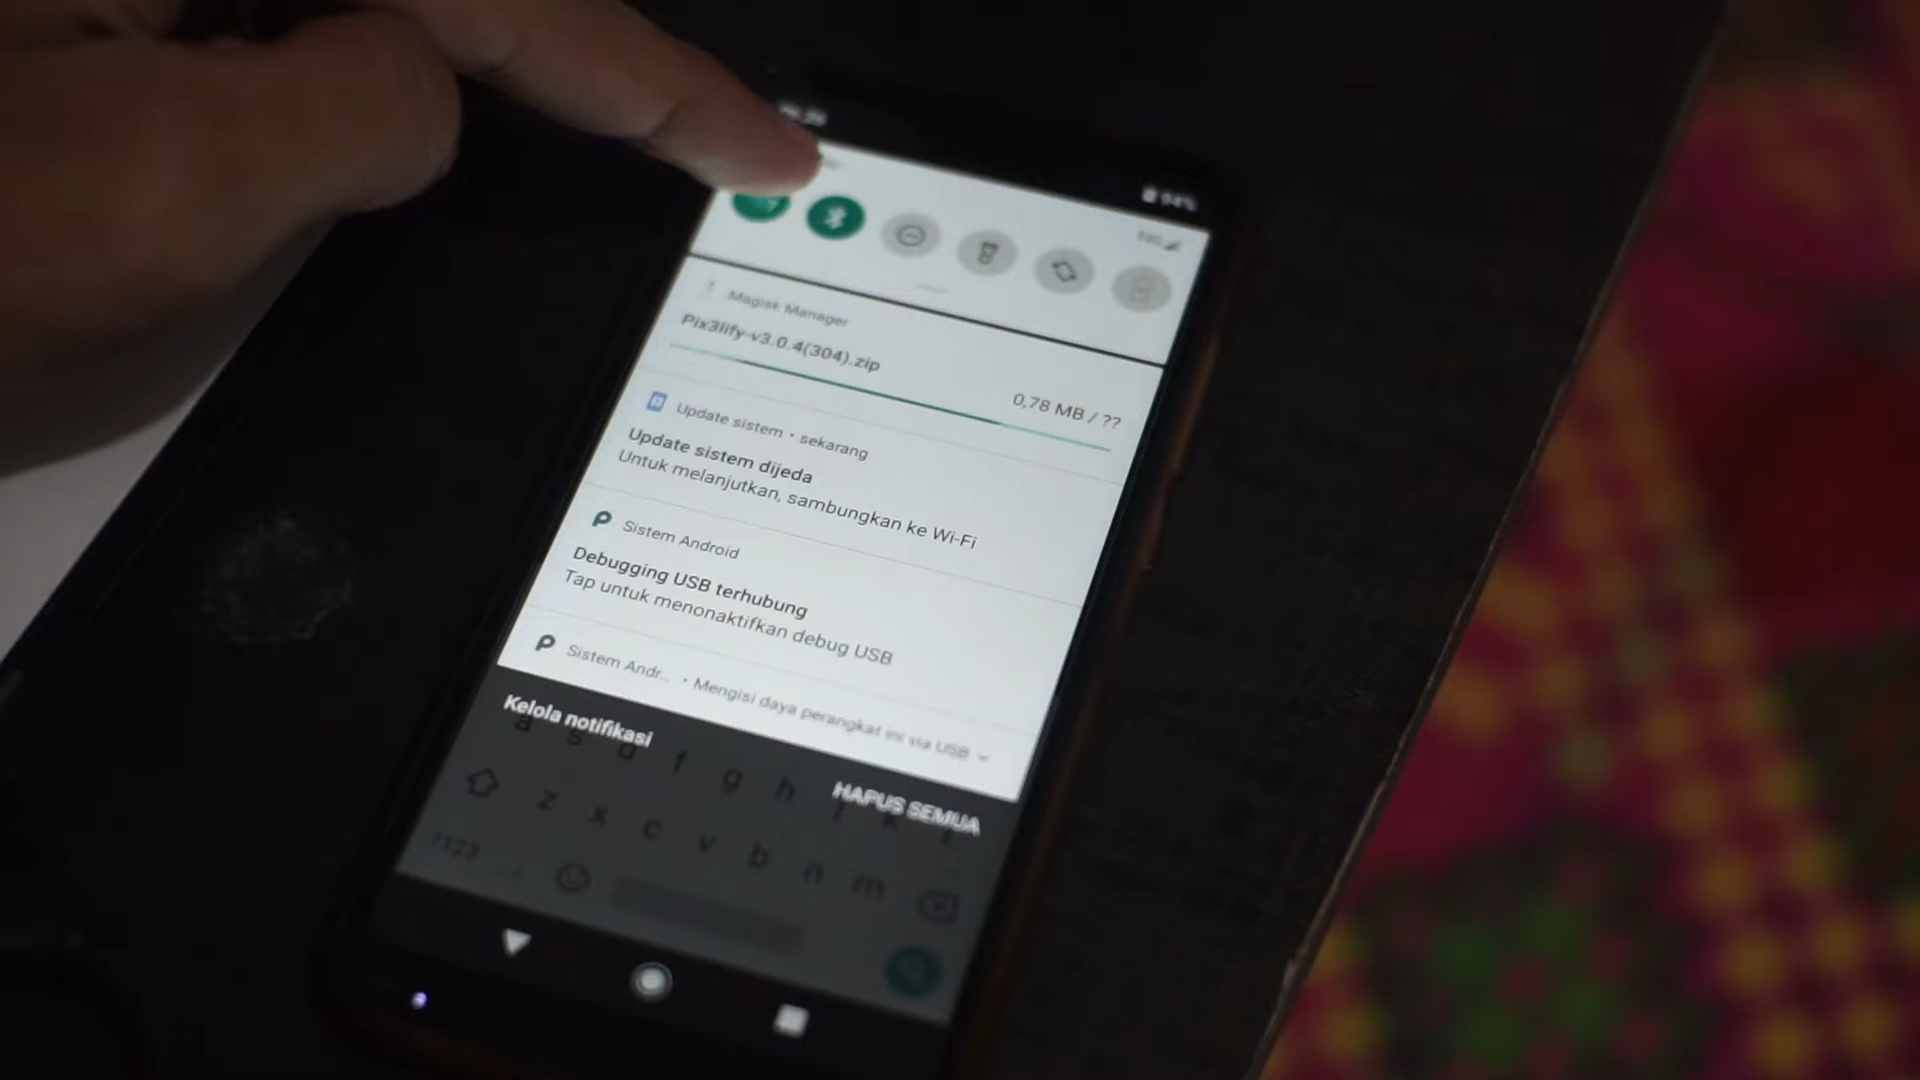 94%
Magisk Manager
Pix3lify-v3.0.4(304).zip
0,78 MB / ??
Update sistem • sekarang
Update sistem dijeda
Untuk melanjutkan, sambungkan ke Wi-Fi
Sistem Android
Debugging USB terhubung
Tap untuk menonaktifkan debug USB
Sistem Andr... • Mengisi daya perangkat ini via USB
Kelola notifikasi
HAPUS SEMUA
a s d f g h j k l
z x c v b n m
?123